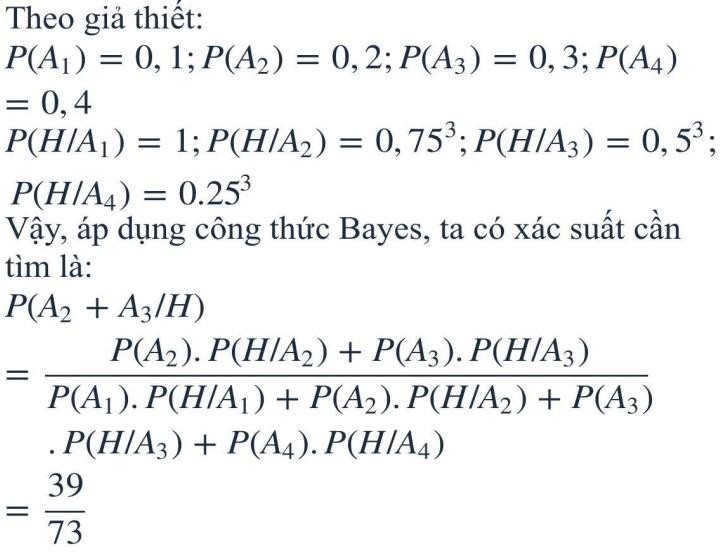 Theo giả thiết:
P(A₁) = 0, 1; P(A₂) = 0, 2; P(A₃) = 0, 3; P(A₄)
= 0, 4
P(H/A₁) = 1; P(H/A₂) = 0, 75³; P(H/A₃) = 0, 5³;
P(H/A₄) = 0.25³
Vậy, áp dụng công thức Bayes, ta có xác suất cần
tìm là:
P(A₂ + A₃/H)
P(A₂). P(H/A₂) + P(A₃). P(H/A₃)
=
P(A₁). P(H/A₁) + P(A₂). P(H/A₂) + P(A₃)
. P(H/A₃) + P(A₄). P(H/A₄)
39
=
73